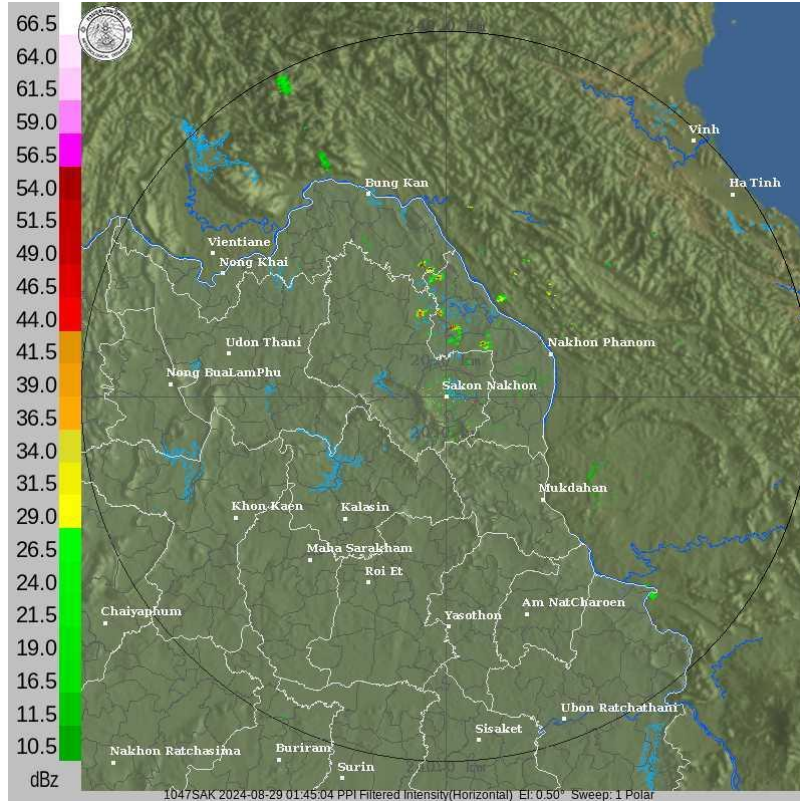 66.5
64.0
61.5
59.0
56.5
54.0
51.5
49.0
46.5
44.0
41.5
39.0
36.5
34.0
31.5
29.0
26.5
24.0
21.5
19.0
16.5
11.5
10.5
dBz
Vinh
Ha Tinh
Bung Kan
Vientiane
Nong Khai
Udon Thani
Nakhon Phanom
Nong BuaLamPhu
Sakon Nakhon
Mukdahan
Khon Kaen
Kalasin
Maha Sarakham
Roi Et
Chaiyaphum
Am NatCharoen
Yasothon
Ubon Ratchathani
Sisaket
Nakhon Ratchasima
Buriram
Surin
1047SAK 2024-08-29 01:45:04 PPI Filtered Intensity(Horizontal) El: 0.50° Sweep: 1 Polar